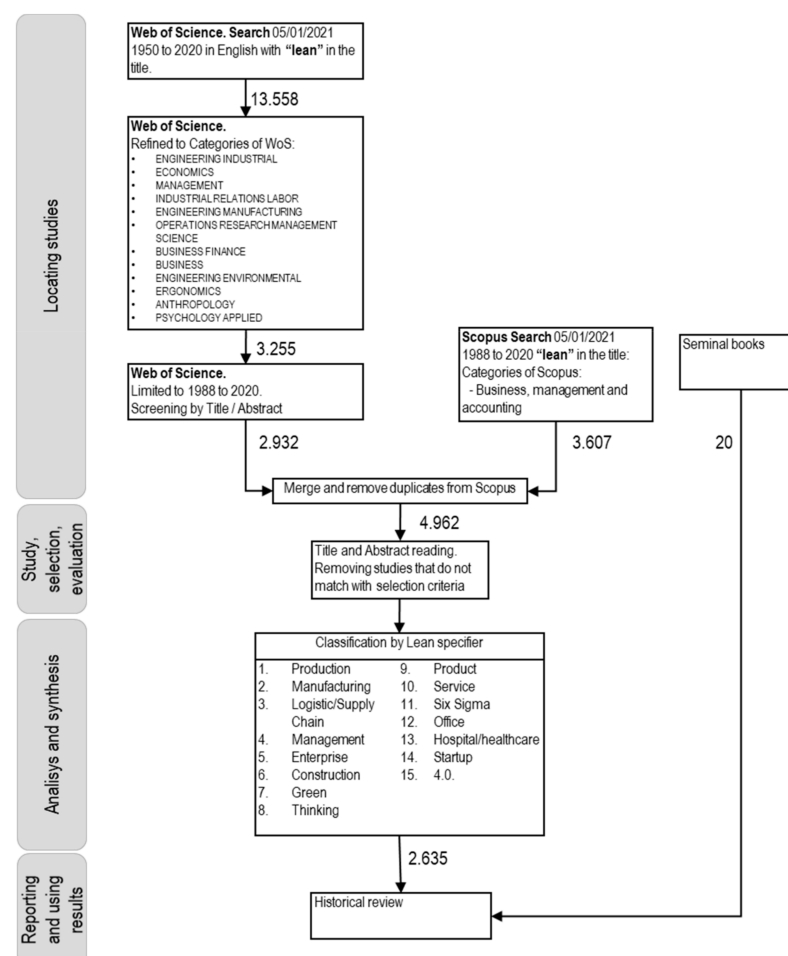 Locating studies
Web of Science. Search 05/01/2021
1950 to 2020 in English with “lean” in the
title.
13.558
Web of Science.
Refined to Categories of WoS:
• ENGINEERING INDUSTRIAL
• ECONOMICS
• MANAGEMENT
• INDUSTRIAL RELATIONS LABOR
• ENGINEERING MANUFACTURING
• OPERATIONS RESEARCH MANAGEMENT
SCIENCE
• BUSINESS FINANCE
• BUSINESS
• ENGINEERING ENVIRONMENTAL
• ERGONOMICS
• ANTHROPOLOGY
• PSYCHOLOGY APPLIED
3.255
Web of Science.
Limited to 1988 to 2020.
Screening by Title / Abstract
2.932
Scopus Search 05/01/2021
1988 to 2020 “lean” in the title:
Categories of Scopus:
- Business, management and
accounting
3.607
Seminal books
20
Merge and remove duplicates from Scopus
4.962
Study,
selection,
evaluation
Title and Abstract reading.
Removing studies that do not
match with selection criteria
Analisys and synthesis
Classification by Lean specifier
1. Production
2. Manufacturing
3. Logistic/Supply
Chain
4. Management
5. Enterprise
6. Construction
7. Green
8. Thinking
9. Product
10. Service
11. Six Sigma
12. Office
13. Hospital/healthcare
14. Startup
15. 4.0.
2.635
Reporting
and using
results
Historical review